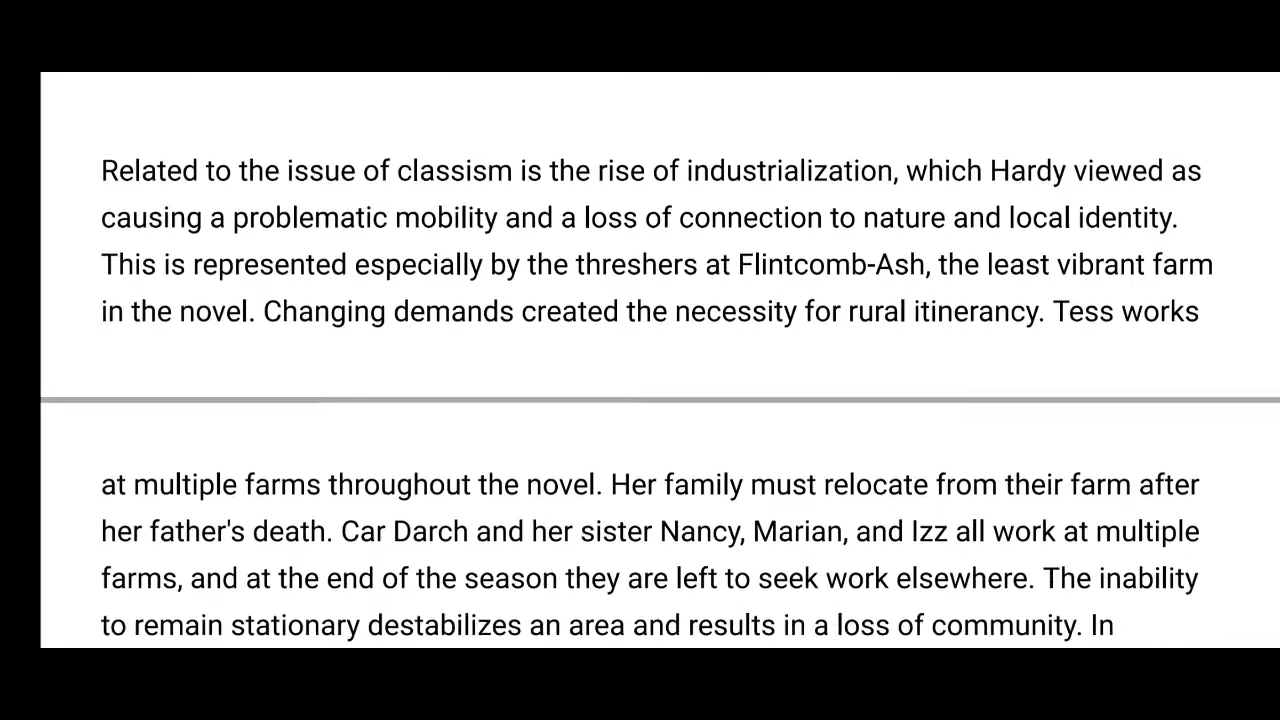 Related to the issue of classism is the rise of industrialization, which Hardy viewed as
causing a problematic mobility and a loss of connection to nature and local identity.
This is represented especially by the threshers at Flintcomb-Ash, the least vibrant farm
in the novel. Changing demands created the necessity for rural itinerancy. Tess works
at multiple farms throughout the novel. Her family must relocate from their farm after
her father's death. Car Darch and her sister Nancy, Marian, and Izz all work at multiple
farms, and at the end of the season they are left to seek work elsewhere. The inability
to remain stationary destabilizes an area and results in a loss of community. In